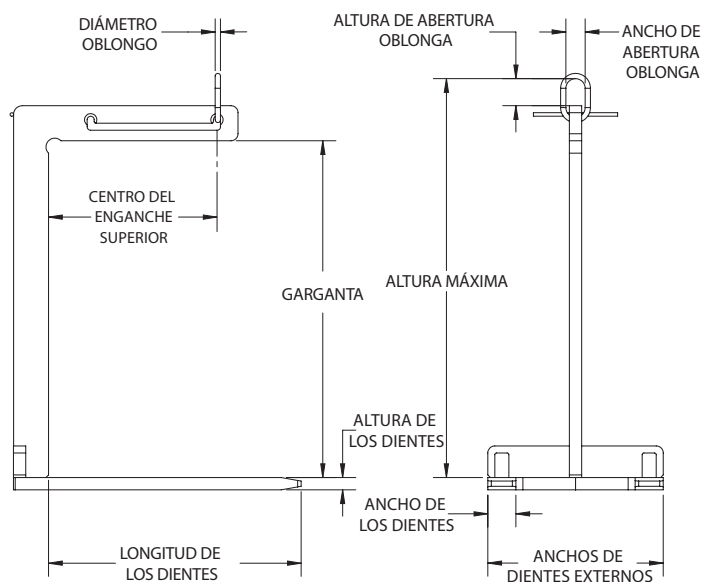 DIÁMETRO
OBLONGO
ALTURA DE ABERTURA
OBLONGA
ANCHO DE
ABERTURA
OBLONGA
CENTRO DEL
ENGANCHE
SUPERIOR
GARGANTA
ALTURA MÁXIMA
ALTURA DE
LOS DIENTES
ANCHO DE
LOS DIENTES
LONGITUD DE
LOS DIENTES
ANCHOS DE
DIENTES EXTERNOS